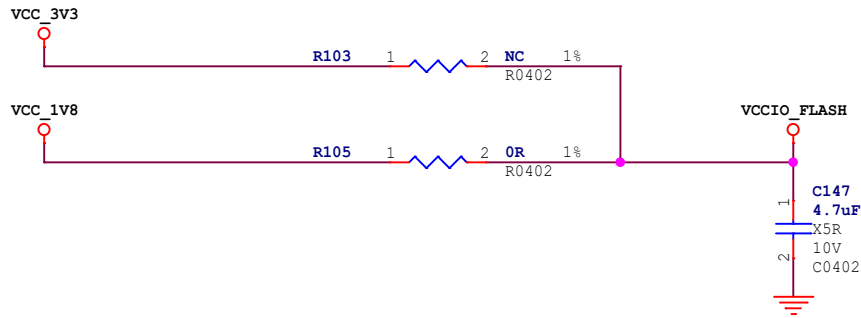 VCC_3V3
R103 1 2 NC 1%
R0402
VCC_1V8
VCCIO_FLASH
R105 1 2 0R 1%
R0402
C147
1
4.7uF
X5R
10V
2
C0402